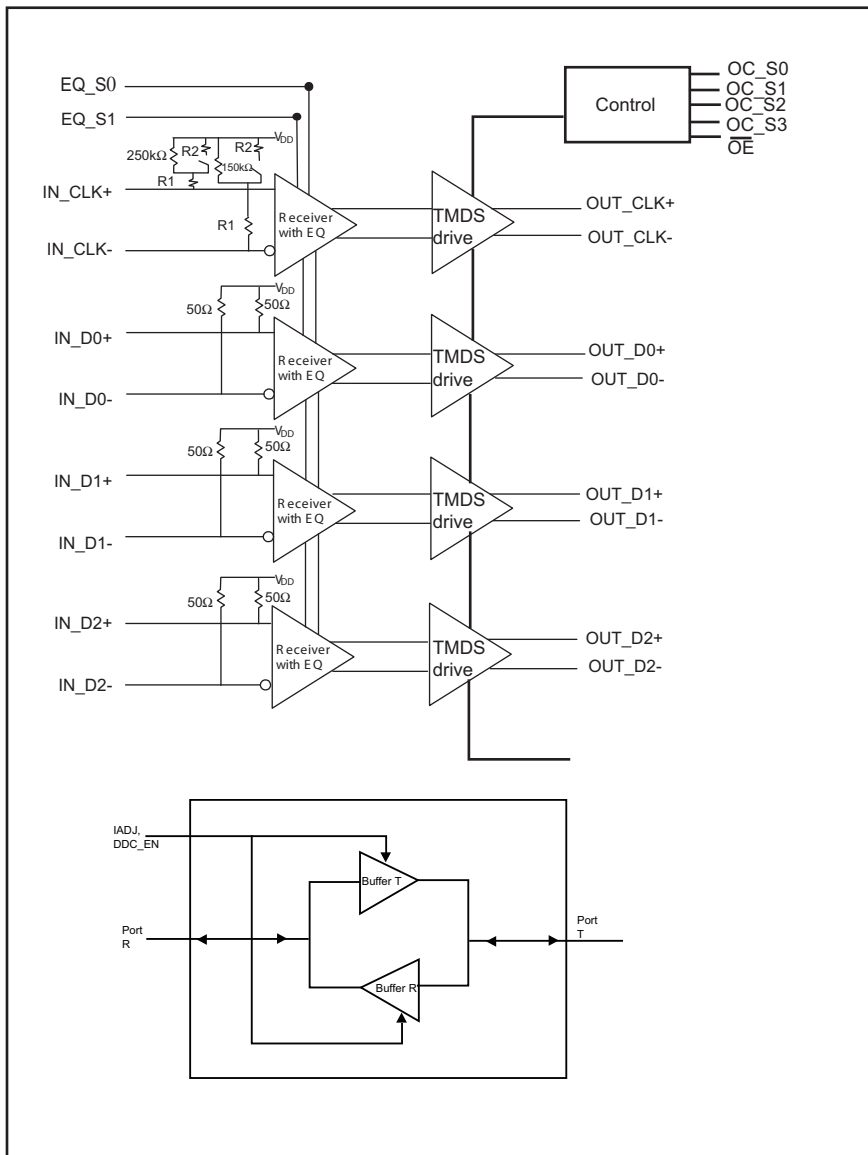 EQ_S0
EQ_S1
OC_S0
OC_S1
OC_S2
OC_S3
OE
Control
VDD
250kΩ
R2
150kΩ
R2
R1
R1
IN_CLK+
IN_CLK-
Receiver
with EQ
TMDS
drive
OUT_CLK+
OUT_CLK-
VDD
50Ω
50Ω
IN_D0+
IN_D0-
Receiver
with EQ
TMDS
drive
OUT_D0+
OUT_D0-
VDD
50Ω
50Ω
IN_D1+
IN_D1-
Receiver
with EQ
TMDS
drive
OUT_D1+
OUT_D1-
VDD
50Ω
50Ω
IN_D2+
IN_D2-
Receiver
with EQ
TMDS
drive
OUT_D2+
OUT_D2-
IADJ,
DDC_EN
Buffer T
Port
R
Port
T
Buffer R